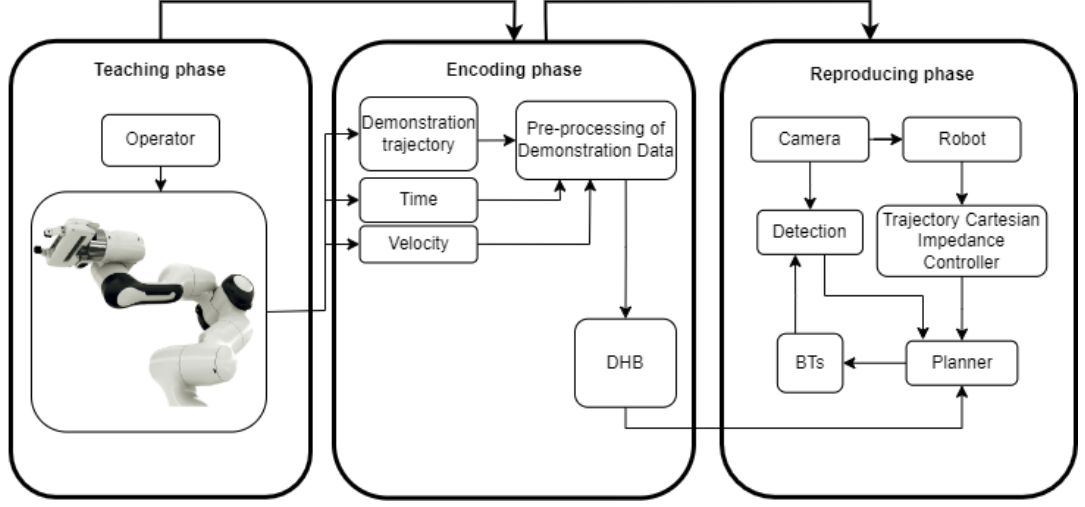 Teaching phase
Operator
Encoding phase
Demonstration
trajectory
Pre-processing of
Demonstration Data
Time
Velocity
DHB
Reproducing phase
Camera
Robot
Detection
Trajectory Cartesian
Impedance
Controller
BTs
Planner